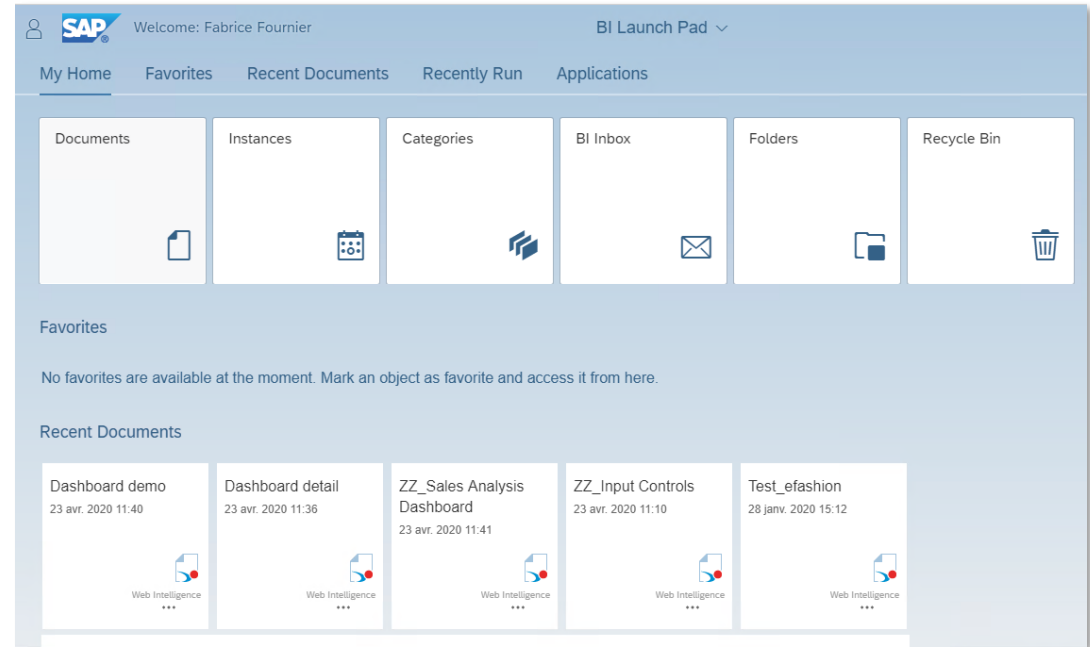 SAP® Welcome: Fabrice Fournier BI Launch Pad
My Home Favorites Recent Documents Recently Run Applications
Documents Instances Categories BI Inbox Folders Recycle Bin
Favorites
No favorites are available at the moment. Mark an object as favorite and access it from here.
Recent Documents
Dashboard demo
23 avr. 2020 11:40
Web Intelligence
Dashboard detail
23 avr. 2020 11:36
Web Intelligence
ZZ_Sales Analysis
Dashboard
23 avr. 2020 11:41
Web Intelligence
ZZ_Input Controls
23 avr. 2020 11:10
Web Intelligence
Test_efashion
28 janv. 2020 15:12
Web Intelligence